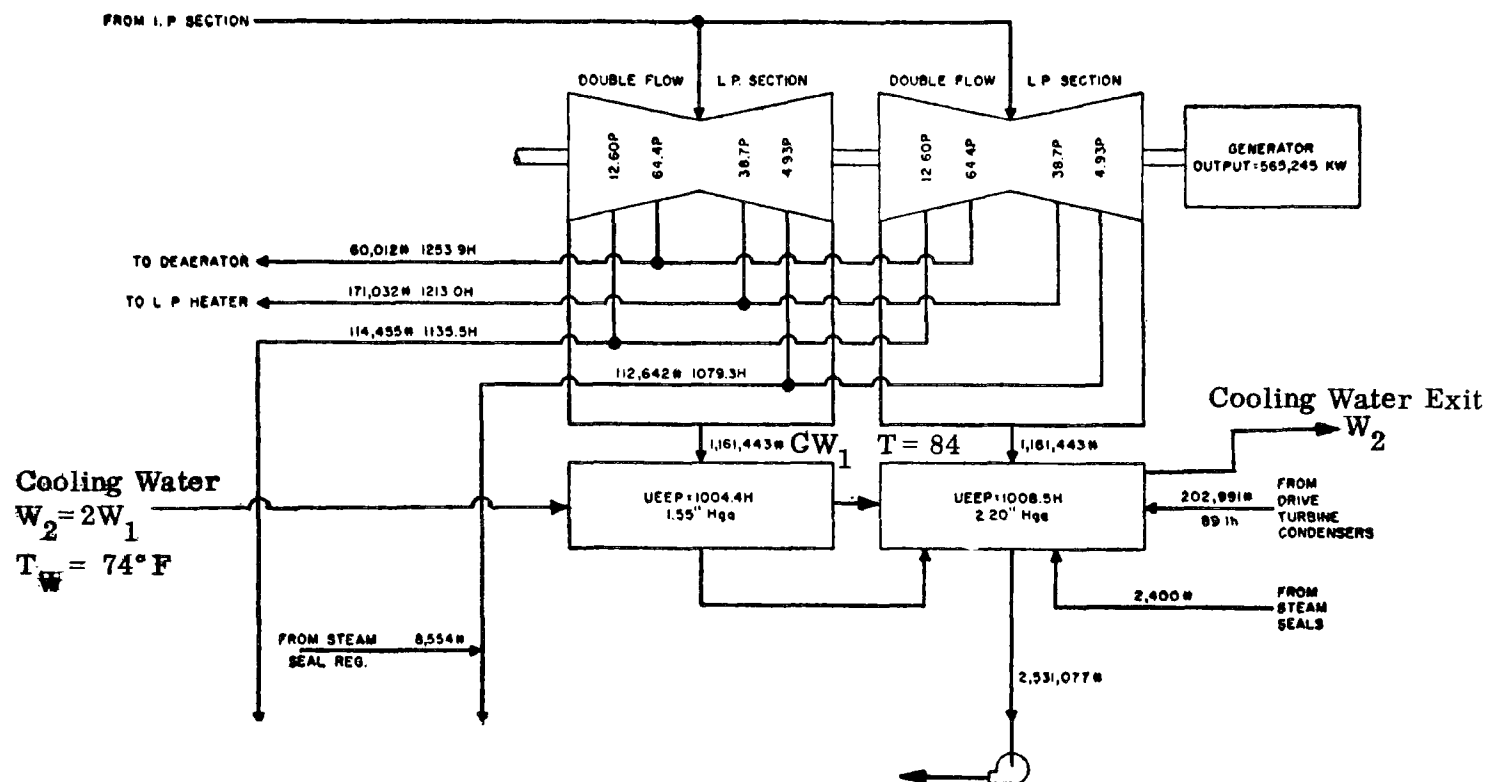 FROM I. P SECTION
DOUBLE FLOW L P. SECTION
DOUBLE FLOW L P. SECTION
12.60P
64.4P
38.7P
4.93P
12.60P
64.4P
38.7P
4.93P
GENERATOR
OUTPUT=565,245 KW
TO DEAERATOR
60,012# 1253.9H
TO L P HEATER
171,032# 1213.0H
114,455# 1135.5H
112,642# 1079.3H
Cooling Water Exit
W2
1,161,443# GW1 T = 84
1,161,443#
Cooling Water
W2=2W1
TW = 74°F
UEEP=1004.4H
1.55" Hga
UEEP=1008.5H
2.20" Hga
202,991#
89 1h
FROM
DRIVE
TURBINE
CONDENSERS
2,400#
FROM
STEAM
SEALS
FROM STEAM 8,554#
SEAL REG.
2,531,077#